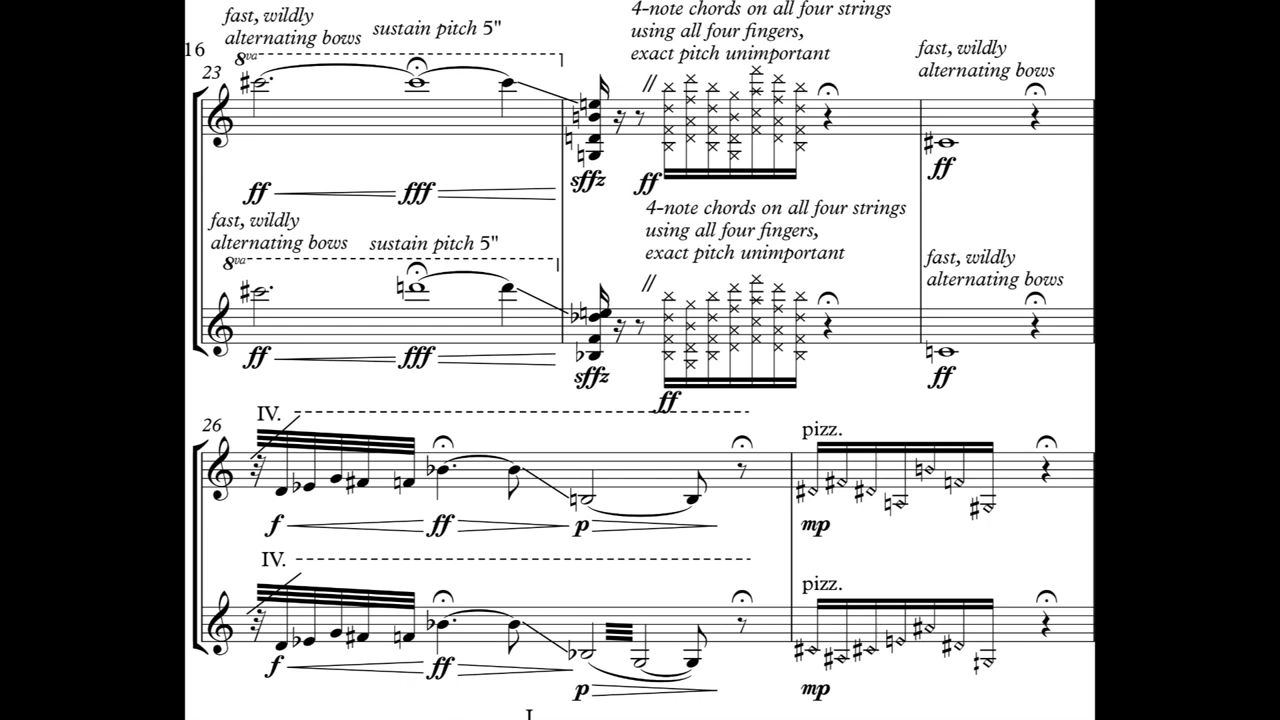 4-note chords on all four strings
fast, wildly
using all four fingers,
alternating bows
sustain pitch 5"
exact pitch unimportant
fast, wildly
alternating bows
16
8va
23
ff
fff
sffz
ff
ff
4-note chords on all four strings
using all four fingers,
exact pitch unimportant
fast, wildly
alternating bows
sustain pitch 5"
fast, wildly
alternating bows
8va
ff
fff
sffz
ff
ff
IV.
26
pizz.
f
ff
p
mp
IV.
pizz.
f
ff
p
mp
I